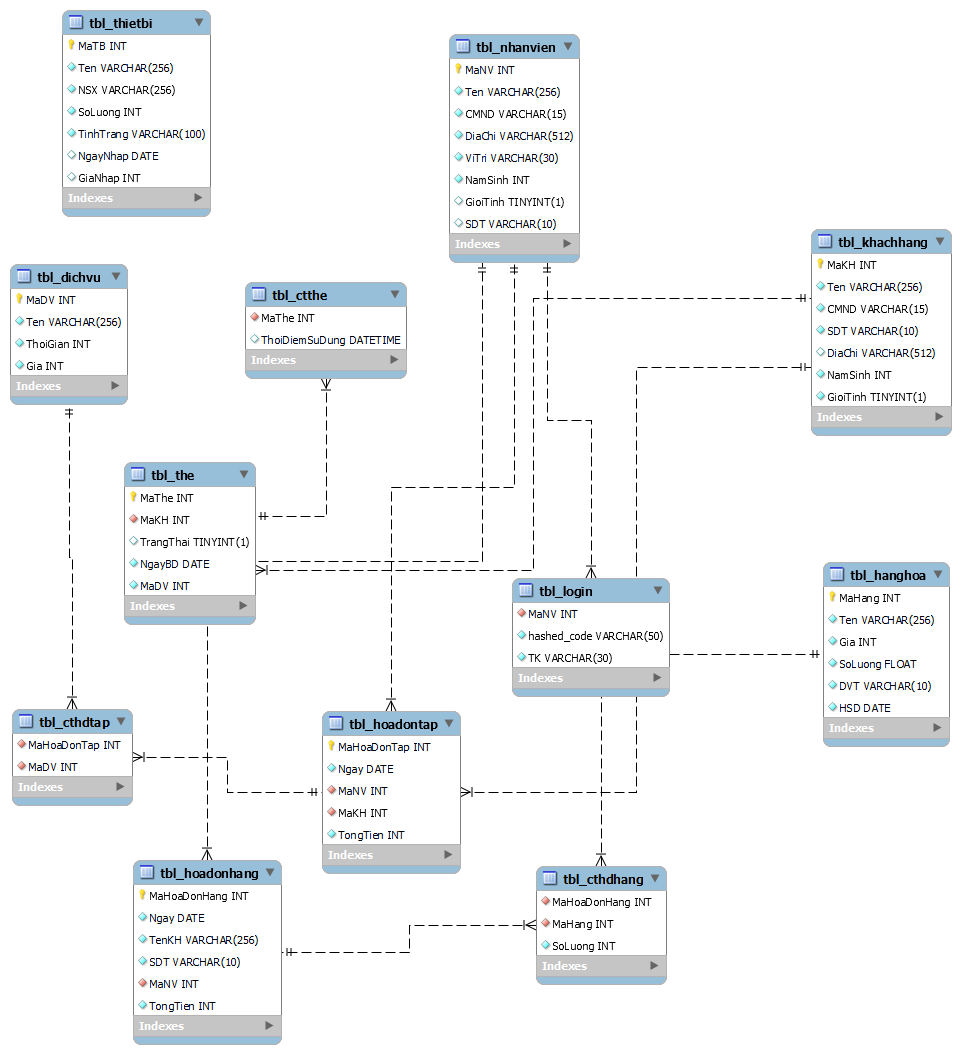 tbl_thietbi
MaTB INT
Ten VARCHAR(256)
NSX VARCHAR(256)
SoLuong INT
TinhTrang VARCHAR(100)
NgayNhap DATE
GiaNhap INT
Indexes
tbl_nhanvien
MaNV INT
Ten VARCHAR(256)
CMND VARCHAR(15)
DiaChi VARCHAR(512)
ViTri VARCHAR(30)
NamSinh INT
GioiTinh TINYINT(1)
SDT VARCHAR(10)
Indexes
tbl_khachhang
MaKH INT
Ten VARCHAR(256)
CMND VARCHAR(15)
SDT VARCHAR(10)
DiaChi VARCHAR(512)
NamSinh INT
GioiTinh TINYINT(1)
Indexes
tbl_dichvu
MaDV INT
Ten VARCHAR(256)
ThoiGian INT
Gia INT
Indexes
tbl_ctthe
MaThe INT
ThoiDiemSuDung DATETIME
Indexes
tbl_the
MaThe INT
MaKH INT
TrangThai TINYINT(1)
NgayBD DATE
MaDV INT
Indexes
tbl_login
MaNV INT
hashed_code VARCHAR(50)
TK VARCHAR(30)
Indexes
tbl_hanghoa
MaHang INT
Ten VARCHAR(256)
Gia INT
SoLuong FLOAT
DVT VARCHAR(10)
HSD DATE
Indexes
tbl_cthdtap
MaHoaDonTap INT
MaDV INT
Indexes
tbl_hoadontap
MaHoaDonTap INT
Ngay DATE
MaNV INT
MaKH INT
TongTien INT
Indexes
tbl_hoadonhang
MaHoaDonHang INT
Ngay DATE
TenKH VARCHAR(256)
SDT VARCHAR(10)
MaNV INT
TongTien INT
Indexes
tbl_cthdhang
MaHoaDonHang INT
MaHang INT
SoLuong INT
Indexes